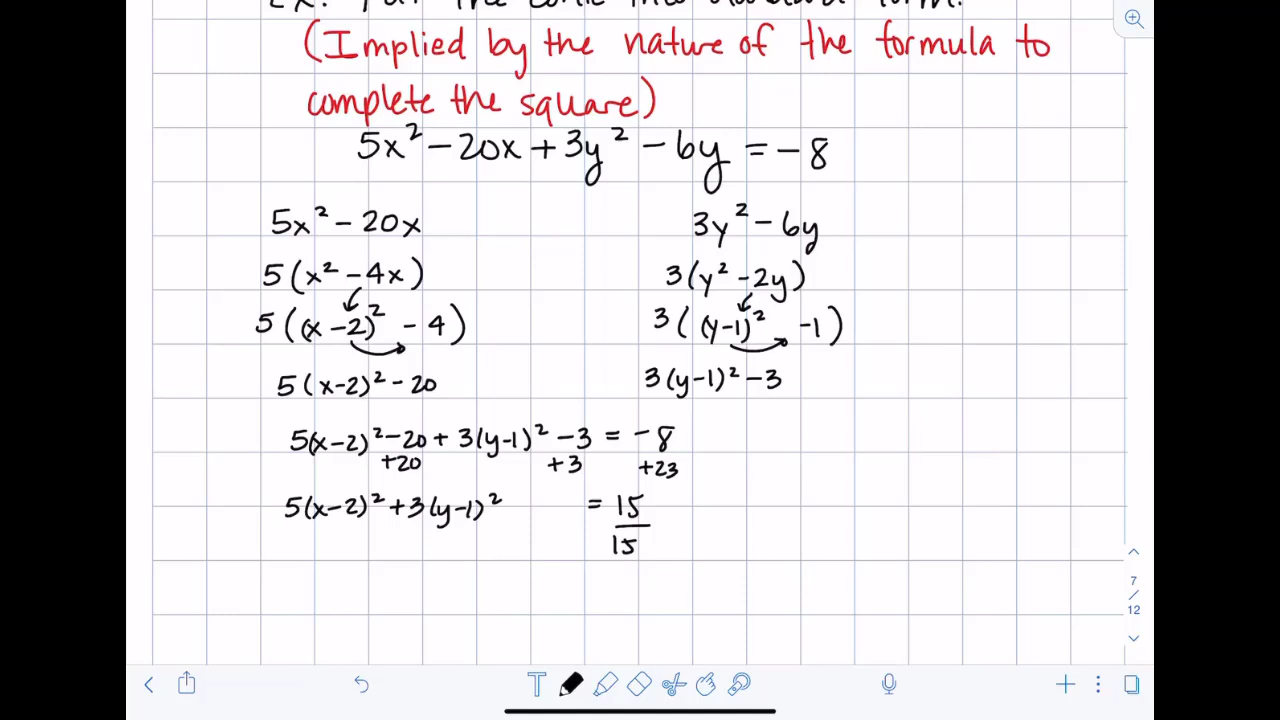 (Implied by the nature of the formula to
complete the square)
5x² - 20x + 3y² - 6y = -8
5x² - 20x
3y² - 6y
5(x² - 4x)
3(y² - 2y)
5((x - 2)² - 4)
3((y-1)² -1)
5(x-2)² - 20
3(y-1)² - 3
5(x-2)² - 20 + 3(y-1)² - 3 = -8
+20 +3 +23
5(x-2)² + 3(y-1)² = 15
15
7
/
12
T